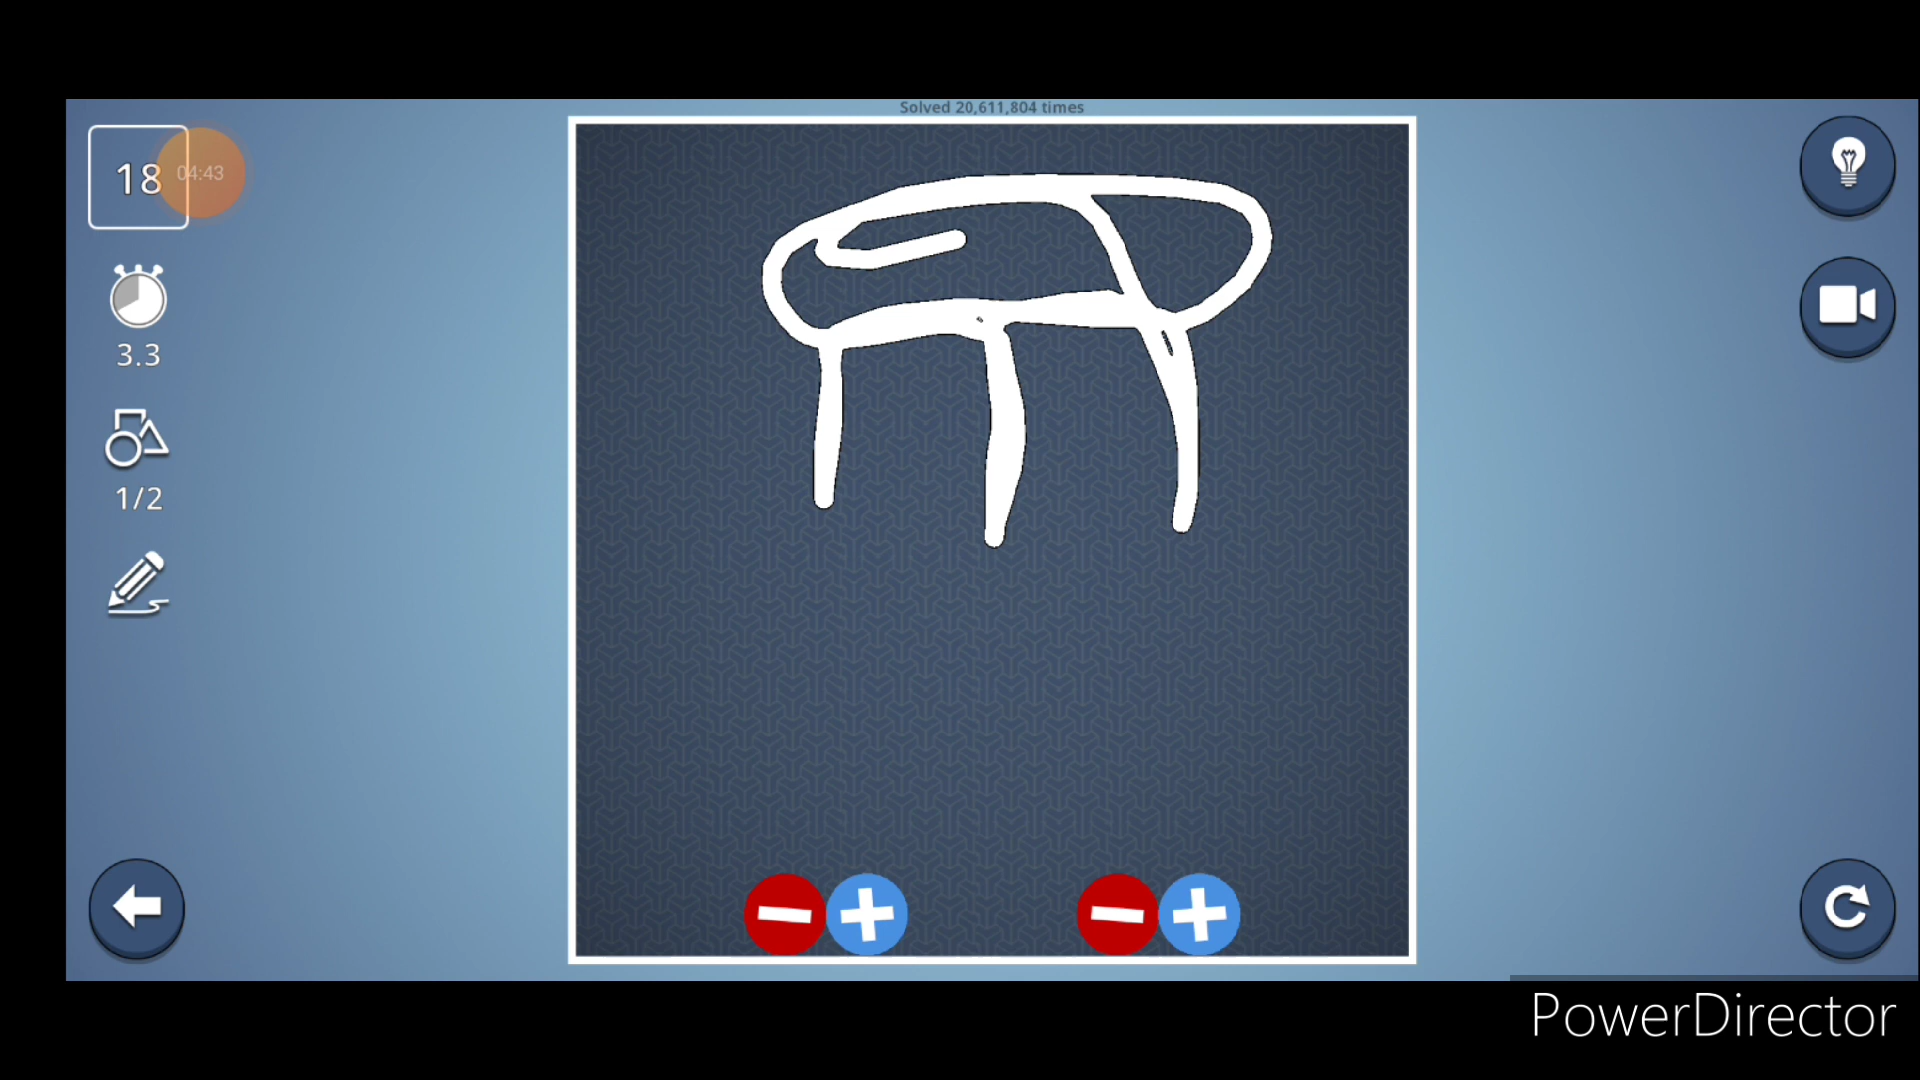 Solved 20,611,804 times
18
04:43
3.3
1/2
PowerDirector